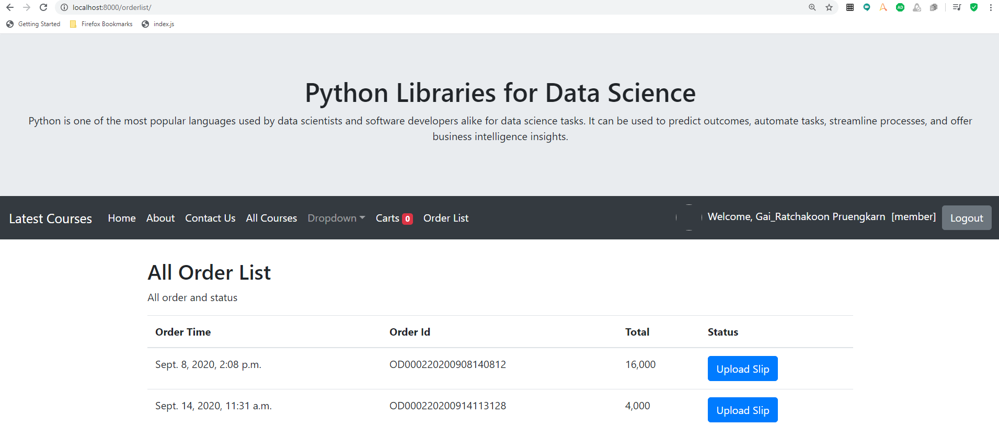 localhost:8000/orderlist/
AD
Getting Started Firefox Bookmarks index.js
Python Libraries for Data Science
Python is one of the most popular languages used by data scientists and software developers alike for data science tasks. It can be used to predict outcomes, automate tasks, streamline processes, and offer
business intelligence insights.
Latest Courses Home About Contact Us All Courses Dropdown Carts 0 Order List Welcome, Gai_Ratchakoon Pruengkarn [member] Logout
All Order List
All order and status
Order Time Order Id Total Status
Sept. 8, 2020, 2:08 p.m. OD000220200908140812 16,000 Upload Slip
Sept. 14, 2020, 11:31 a.m. OD000220200914113128 4,000 Upload Slip